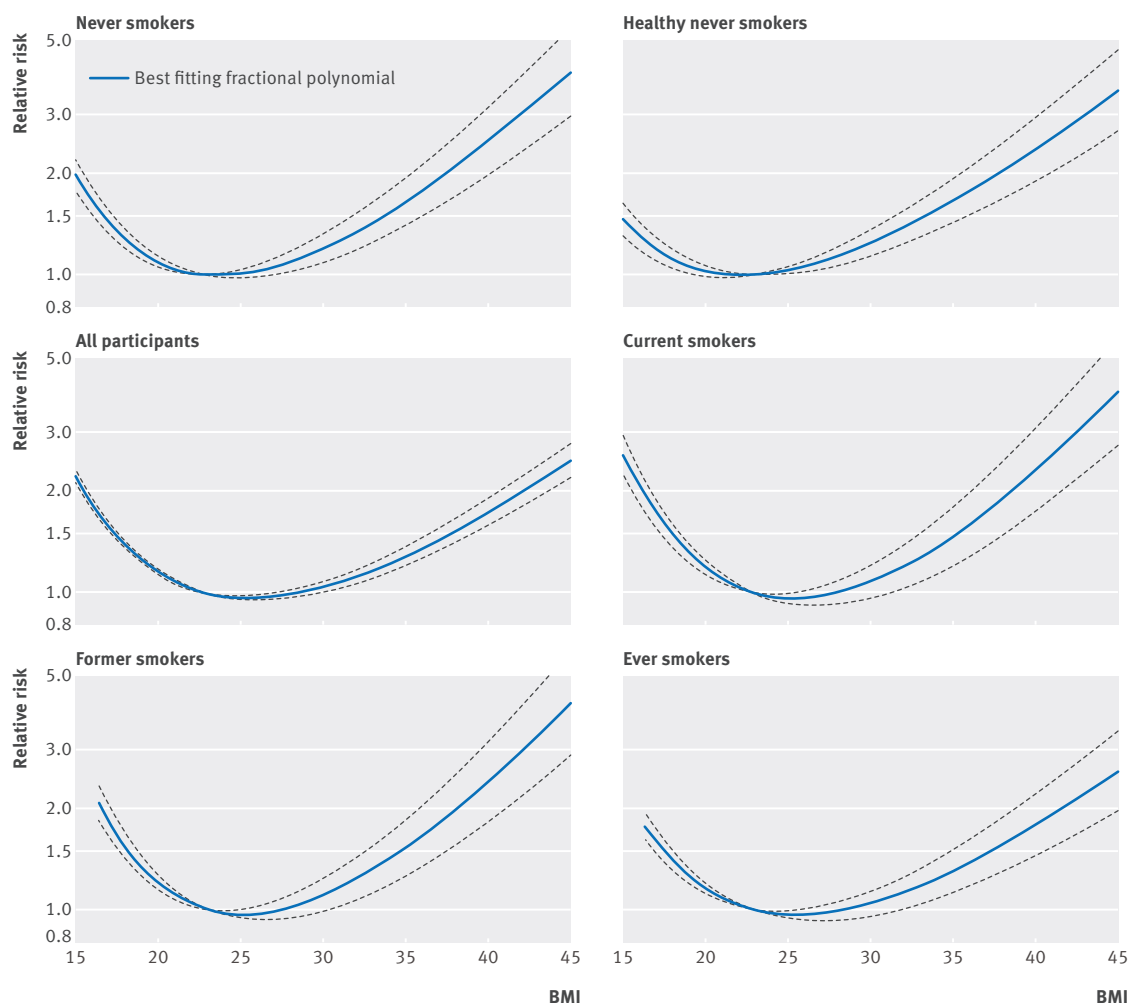 Never smokers
Healthy never smokers
Relative risk
5.0
3.0
2.0
1.5
1.0
0.8
Best fitting fractional polynomial
All participants
Current smokers
Relative risk
5.0
3.0
2.0
1.5
1.0
0.8
Former smokers
Ever smokers
Relative risk
5.0
3.0
2.0
1.5
1.0
0.8
15 20 25 30 35 40 45
15 20 25 30 35 40 45
BMI
BMI